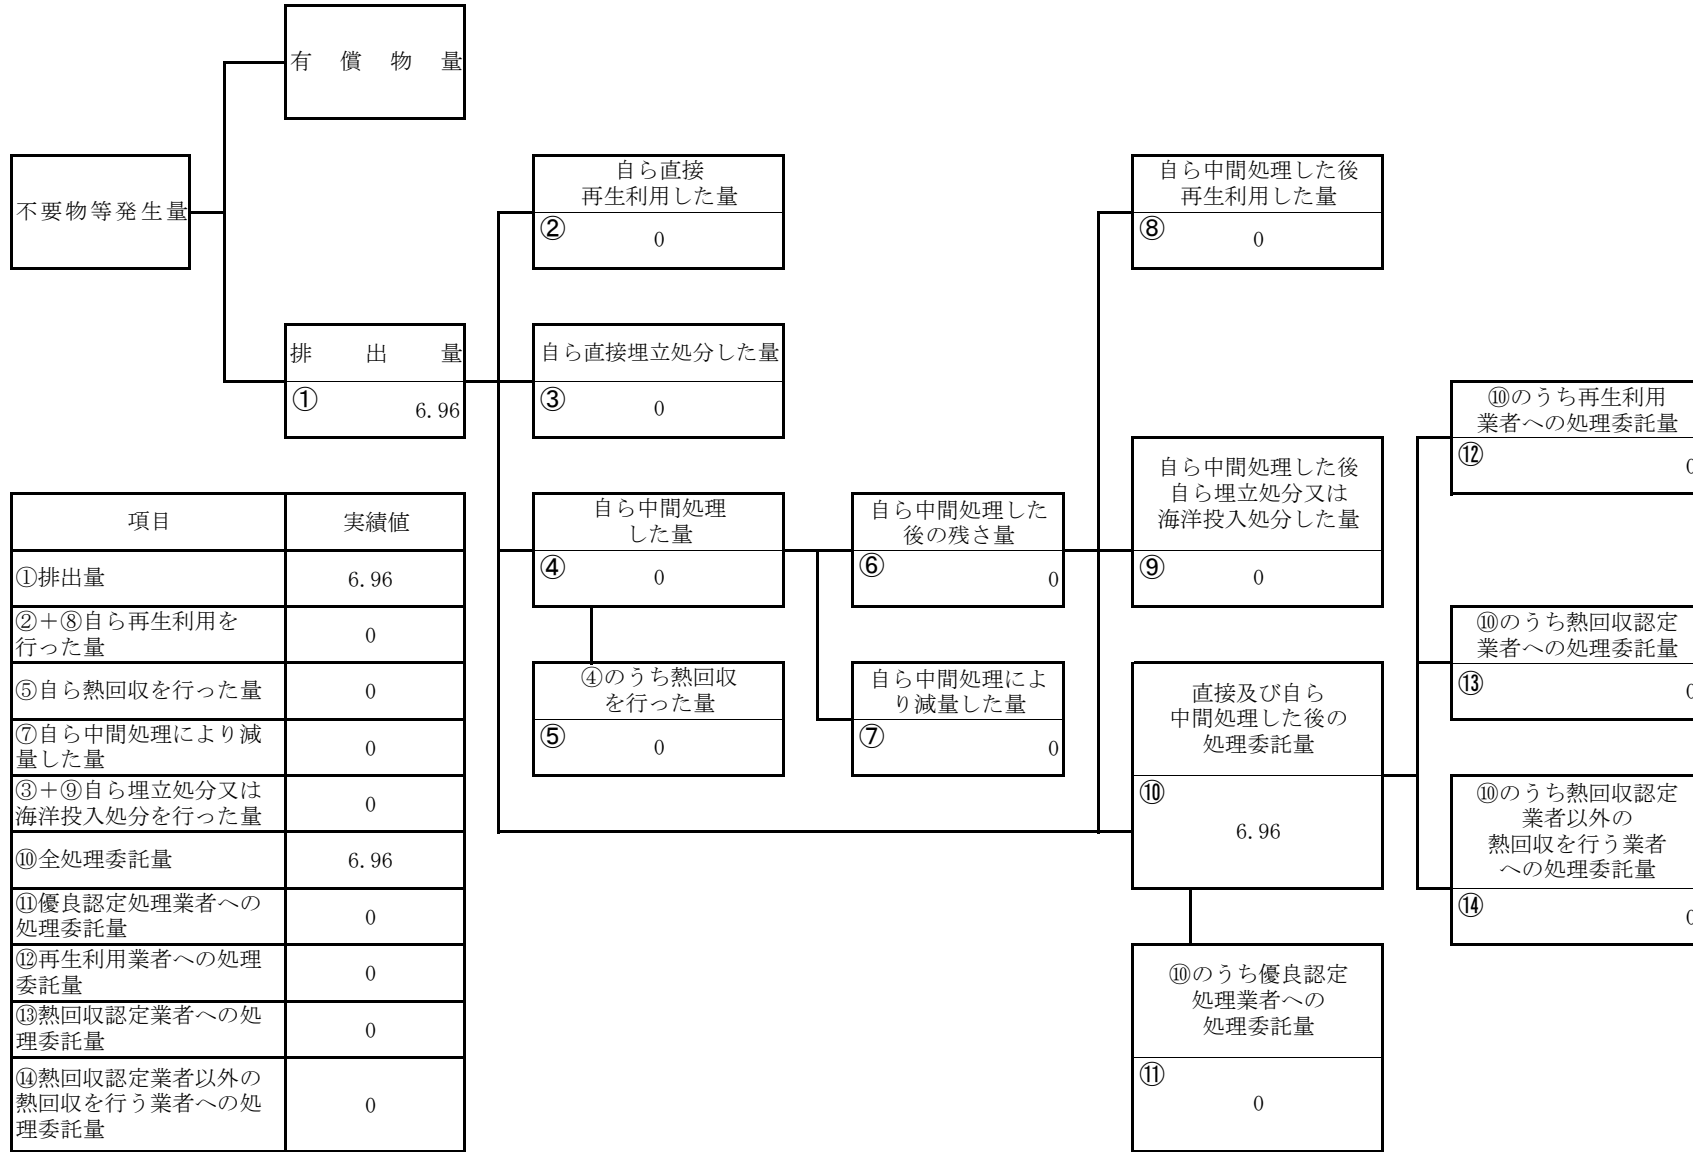 有償物量
不要物等発生量
自ら直接
再生利用した量
②
0
自ら中間処理した後
再生利用した量
⑧
0
排出量
①
6.96
自ら直接埋立処分した量
③
0
⑩のうち再生利用
業者への処理委託量
⑫
0
自ら中間処理した後
自ら埋立処分又は
海洋投入処分した量
⑨
0
自ら中間処理
した量
④
0
自ら中間処理した
後の残さ量
⑥
0
④のうち熱回収
を行った量
⑤
0
自ら中間処理によ
り減量した量
⑦
0
直接及び自ら
中間処理した後の
処理委託量
⑩
6.96
⑩のうち熱回収認定
業者への処理委託量
⑬
0
⑩のうち熱回収認定
業者以外の
熱回収を行う業者
への処理委託量
⑭
0
⑩のうち優良認定
処理業者への
処理委託量
⑪
0
項目 実績値
①排出量 6.96
②＋⑧自ら再生利用を
行った量 0
⑤自ら熱回収を行った量 0
⑦自ら中間処理により減
量した量 0
③＋⑨自ら埋立処分又は
海洋投入処分を行った量 0
⑩全処理委託量 6.96
⑪優良認定処理業者への
処理委託量 0
⑫再生利用業者への処理
委託量 0
⑬熱回収認定業者への処
理委託量 0
⑭熱回収認定業者以外の
熱回収を行う業者への処
理委託量 0